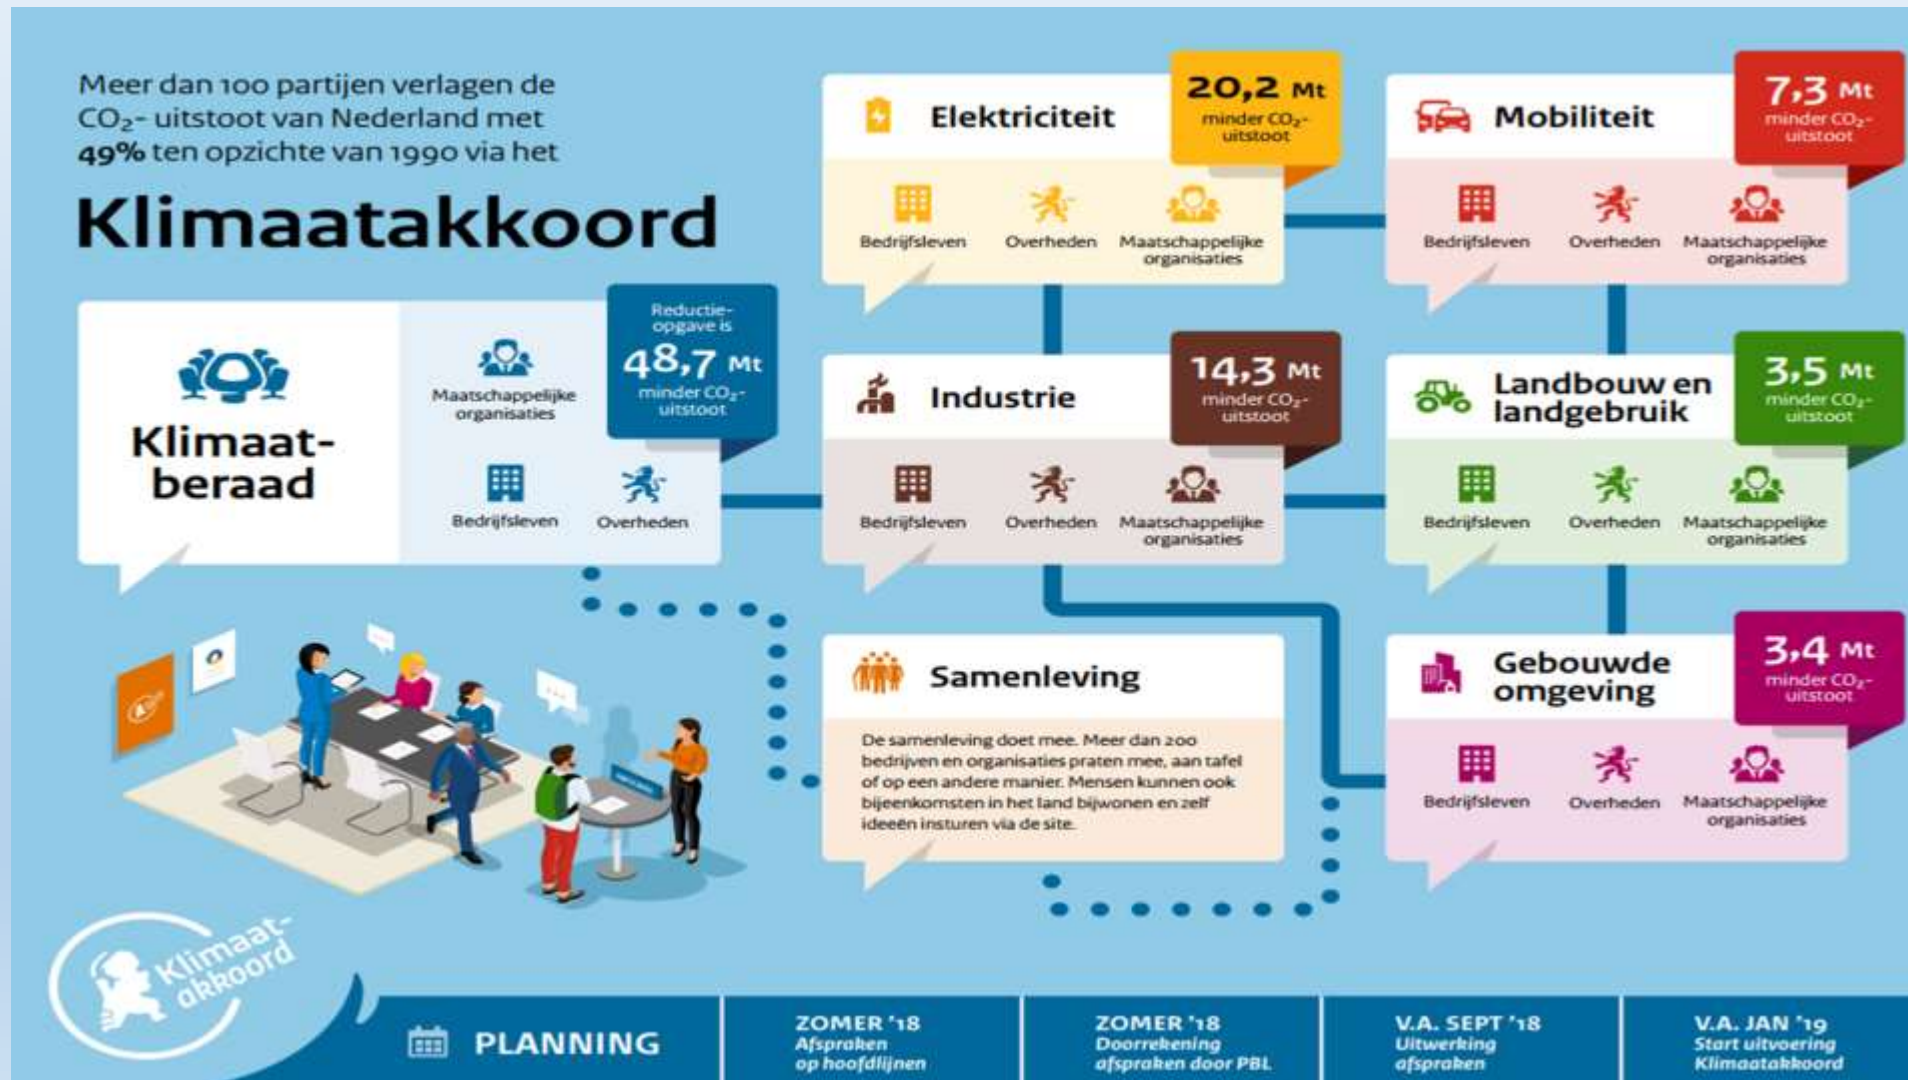 Meer dan 100 partijen verlagen de
CO₂- uitstoot van Nederland met
49% ten opzichte van 1990 via het
Klimaatakkoord
Klimaat-
beraad
Maatschappelijke
organisaties
Bedrijfsleven
Overheden
Reductie-
opgave is
48,7 Mt
minder CO₂-
uitstoot
Elektriciteit
20,2 Mt
minder CO₂-
uitstoot
Bedrijfsleven
Overheden
Maatschappelijke
organisaties
Mobiliteit
7,3 Mt
minder CO₂-
uitstoot
Bedrijfsleven
Overheden
Maatschappelijke
organisaties
Industrie
14,3 Mt
minder CO₂-
uitstoot
Bedrijfsleven
Overheden
Maatschappelijke
organisaties
Landbouw en
landgebruik
3,5 Mt
minder CO₂-
uitstoot
Bedrijfsleven
Overheden
Maatschappelijke
organisaties
Samenleving
De samenleving doet mee. Meer dan 200
bedrijven en organisaties praten mee, aan tafel
of op een andere manier. Mensen kunnen ook
bijeenkomsten in het land bijwonen en zelf
ideeën insturen via de site.
Gebouwde
omgeving
3,4 Mt
minder CO₂-
uitstoot
Bedrijfsleven
Overheden
Maatschappelijke
organisaties
Klimaat-
akkoord
PLANNING
ZOMER '18
Afspraken
op hoofdlijnen
ZOMER '18
Doorrekening
afspraken door PBL
V.A. SEPT '18
Uitwerking
afspraken
V.A. JAN '19
Start uitvoering
Klimaatakkoord